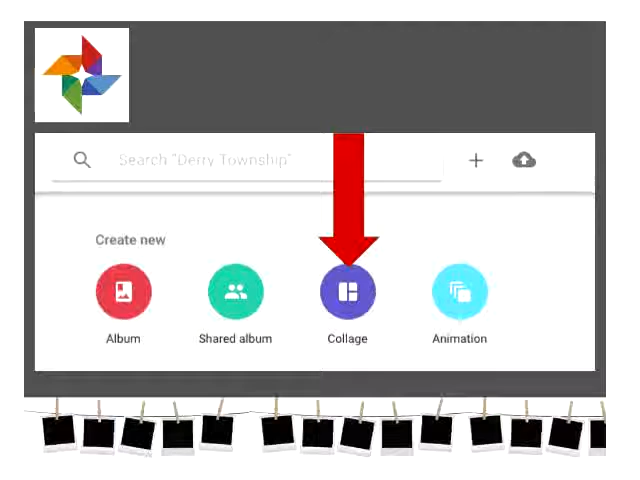 Search "Derry Township"
Create new
Album Shared album Collage Animation